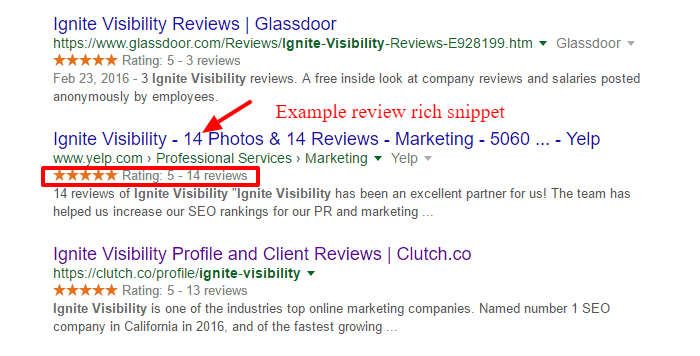 Ignite Visibility Reviews | Glassdoor
https://www.glassdoor.com/Reviews/Ignite-Visibility-Reviews-E928199.htm Glassdoor
Rating: 5 - 3 reviews
Feb 23, 2016 - 3 Ignite Visibility reviews. A free inside look at company reviews and salaries posted
anonymously by employees.
Example review rich snippet
Ignite Visibility - 14 Photos & 14 Reviews - Marketing - 5060 ... - Yelp
www.yelp.com › Professional Services › Marketing Yelp
Rating: 5 - 14 reviews
14 reviews of Ignite Visibility "Ignite Visibility has been an excellent partner for us! The team has
helped us increase our SEO rankings for our PR and marketing ...
Ignite Visibility Profile and Client Reviews | Clutch.co
https://clutch.co/profile/ignite-visibility
Rating: 5 - 13 reviews
Ignite Visibility is one of the industries top online marketing companies. Named number 1 SEO
company in California in 2016, and of the fastest growing ...